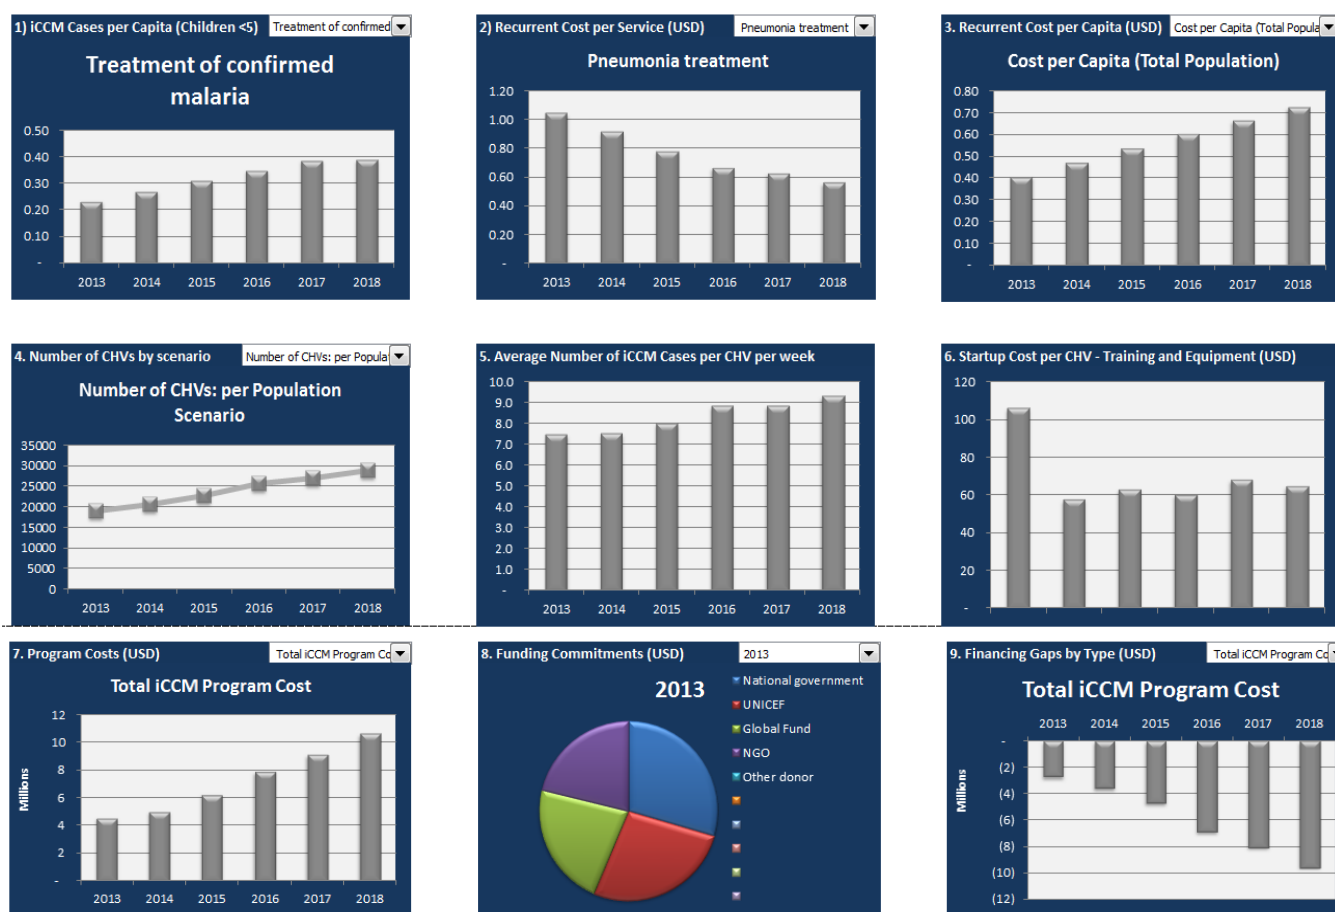 1) iCCM Cases per Capita (Children <5)
Treatment of confirmed
Treatment of confirmed
malaria
0.50
0.40
0.30
0.20
0.10
-
2013 2014 2015 2016 2017 2018
2) Recurrent Cost per Service (USD)
Pneumonia treatment
Pneumonia treatment
1.20
1.00
0.80
0.60
0.40
0.20
-
2013 2014 2015 2016 2017 2018
3. Recurrent Cost per Capita (USD)
Cost per Capita (Total Popula
Cost per Capita (Total Population)
0.80
0.70
0.60
0.50
0.40
0.30
0.20
0.10
-
2013 2014 2015 2016 2017 2018
4. Number of CHVs by scenario
Number of CHVs: per Populat
Number of CHVs: per Population
Scenario
35000
30000
25000
20000
15000
10000
5000
0
2013 2014 2015 2016 2017 2018
5. Average Number of iCCM Cases per CHV per week
10.0
9.0
8.0
7.0
6.0
5.0
4.0
3.0
2.0
1.0
-
2013 2014 2015 2016 2017 2018
6. Startup Cost per CHV - Training and Equipment (USD)
120
100
80
60
40
20
-
7. Program Costs (USD)
Total iCCM Program Co
Total iCCM Program Cost
Millions
12
10
8
6
4
2
-
2013 2014 2015 2016 2017 2018
8. Funding Commitments (USD)
2013
2013
National government
UNICEF
Global Fund
NGO
Other donor
9. Financing Gaps by Type (USD)
Total iCCM Program Co
Total iCCM Program Cost
2013 2014 2015 2016 2017 2018
Millions
-
(2)
(4)
(6)
(8)
(10)
(12)